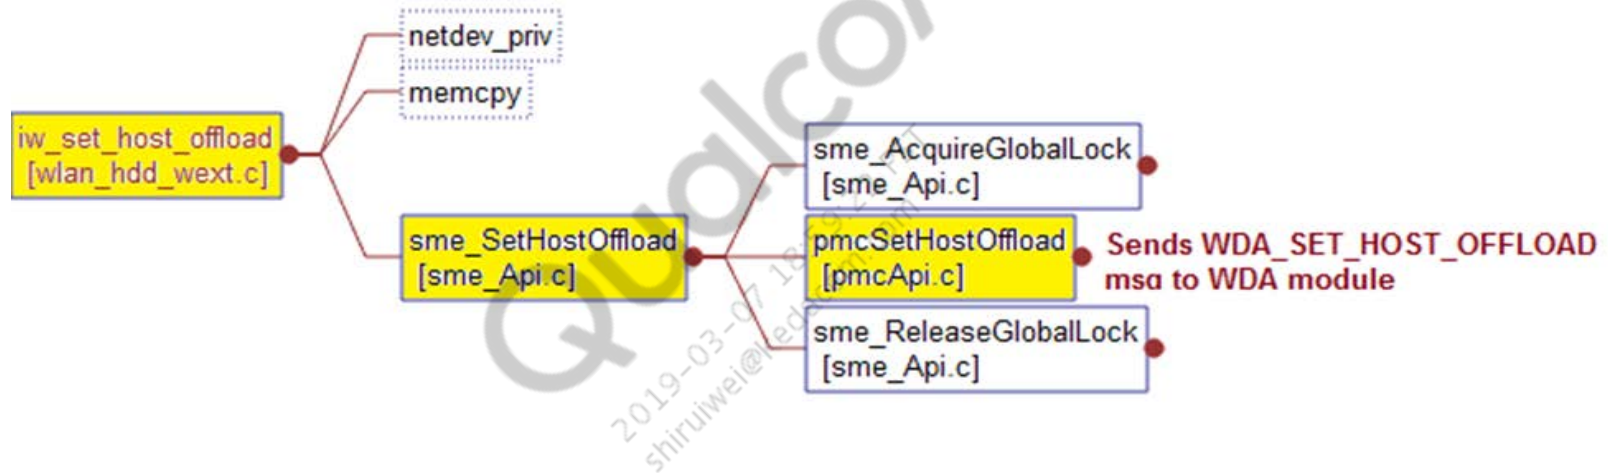 netdev_priv
memcpy
iw_set_host_offload
[wlan_hdd_wext.c]
sme_AcquireGlobalLock
[sme_Api.c]
sme_SetHostOffload
[sme_Api.c]
pmcSetHostOffload
[pmcApi.c]
Sends WDA_SET_HOST_OFFLOAD
msg to WDA module
sme_ReleaseGlobalLock
[sme_Api.c]
Qualco
2019-03-07